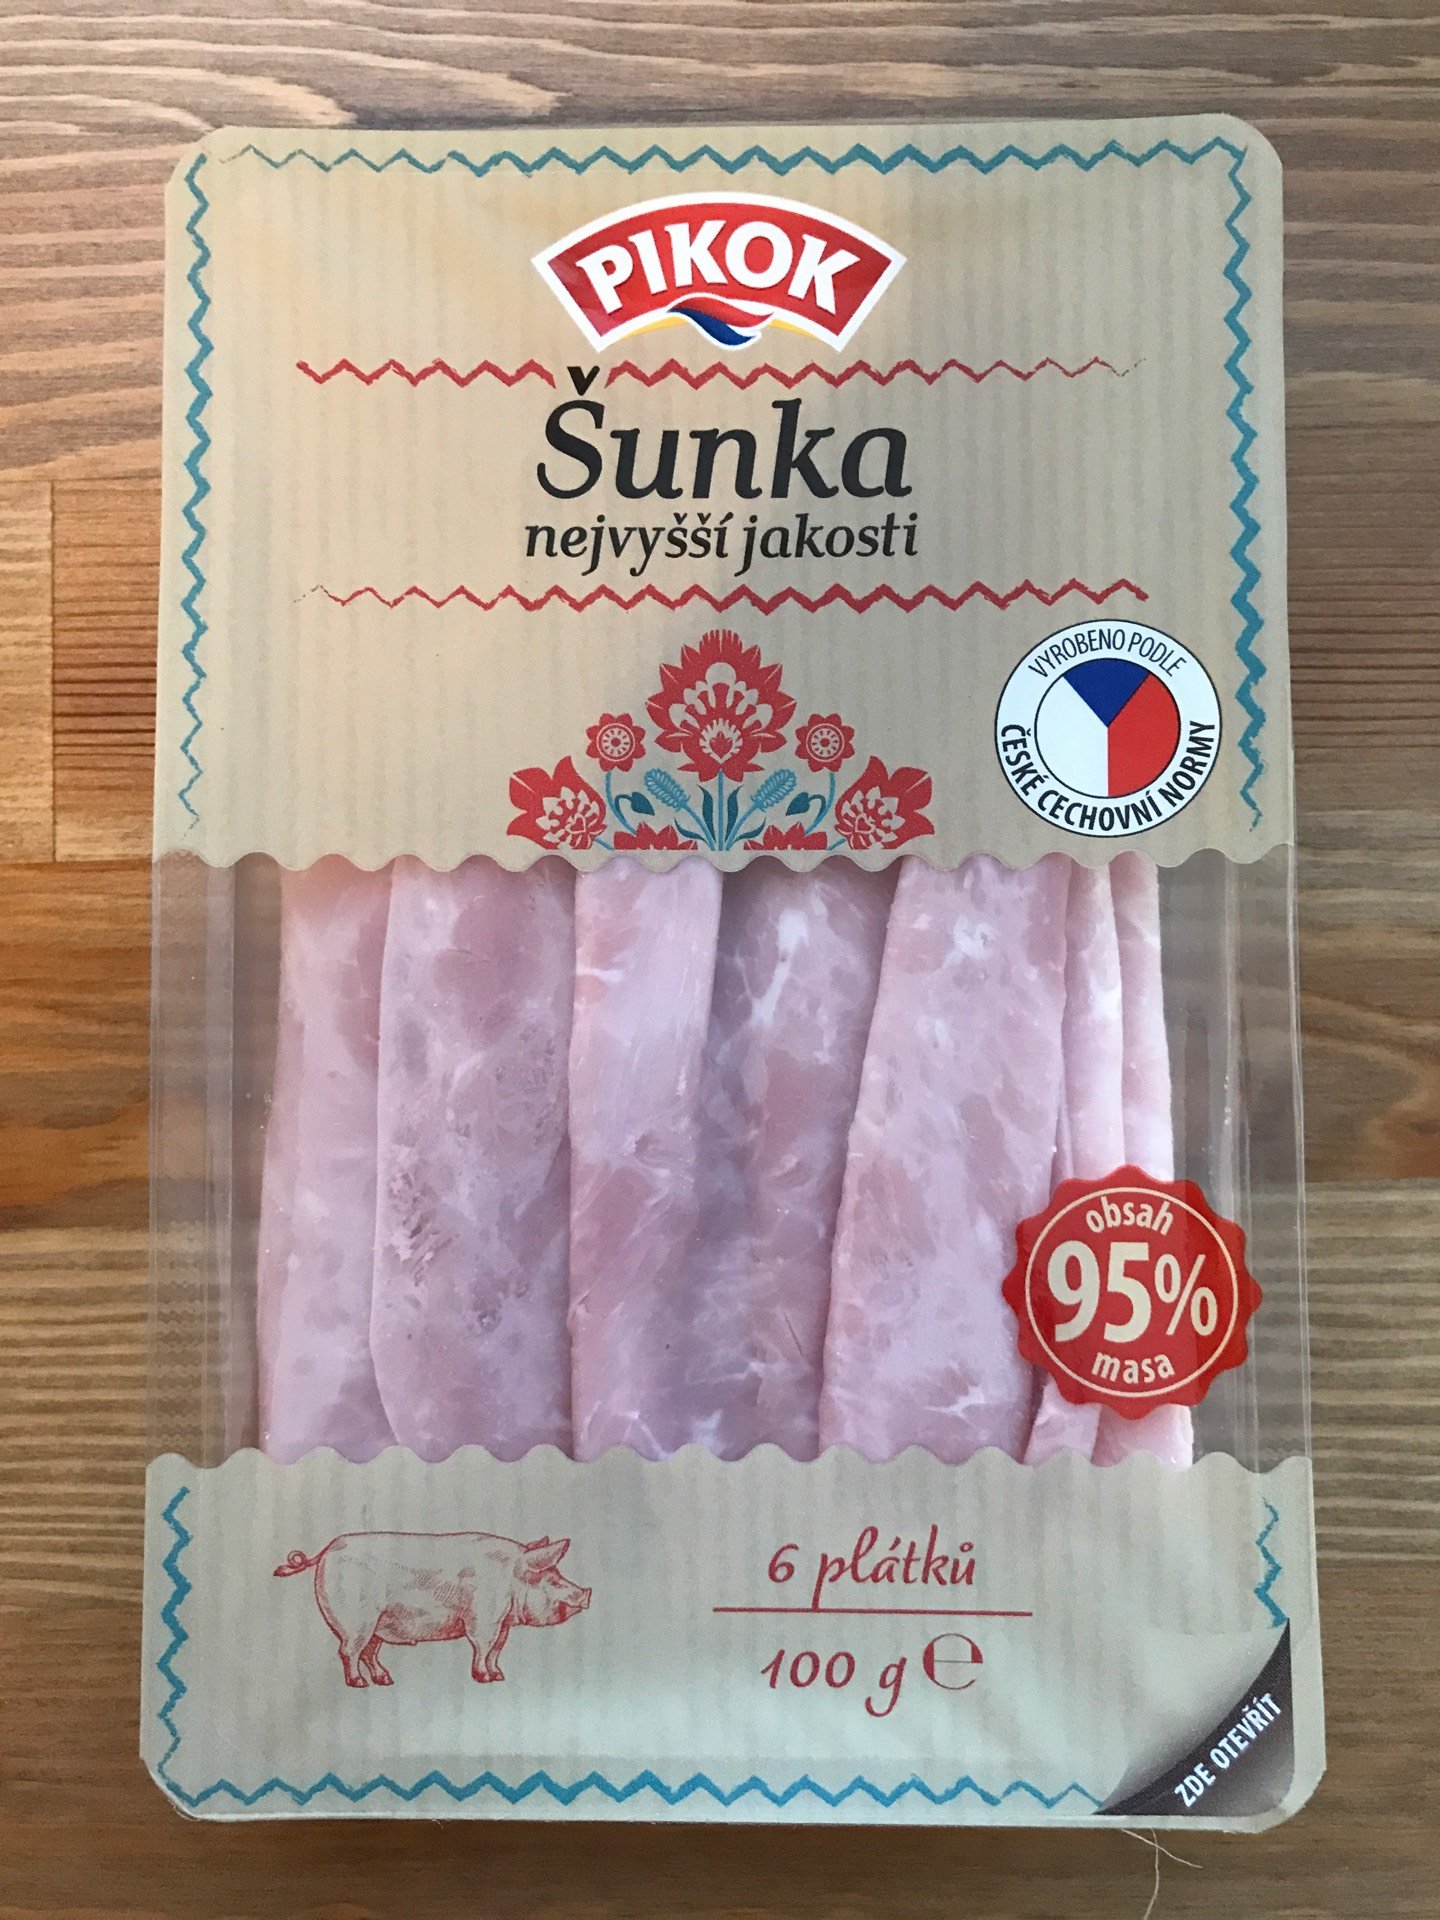 PIKOK
Šunka
nejvyšší jakosti
VYROBENO PODLE
ČESKÉ CECHOVNÍ NORMY
obsah
95%
masa
6 plátků
100 g ℮
ZDE OTEVŘÍT